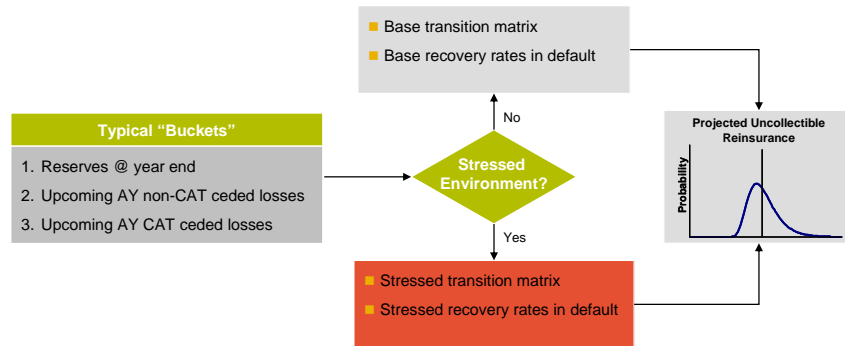 Base transition matrix
Base recovery rates in default
No
Typical “Buckets”
1. Reserves @ year end
2. Upcoming AY non-CAT ceded losses
3. Upcoming AY CAT ceded losses
Stressed
Environment?
Yes
Stressed transition matrix
Stressed recovery rates in default
Projected Uncollectible
Reinsurance
Probability